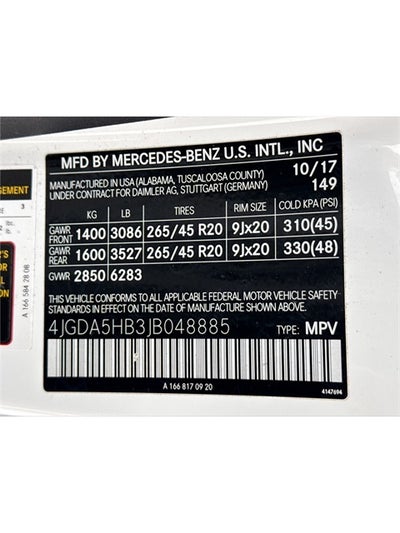 MFD BY MERCEDES-BENZ U.S. INTL., INC
MANUFACTURED IN USA (ALABAMA, TUSCALOOSA COUNTY) 10/17
UNDER CONTRACT FOR DAIMLER AG, STUTTGART (GERMANY) 149
KG LB TIRES RIM SIZE COLD KPA (PSI)
GAWR FRONT 1400 3086 265/45 R20 9Jx20 310(45)
GAWR REAR 1600 3527 265/45 R20 9Jx20 330(48)
GVWR 2850 6283
THIS VEHICLE CONFORMS TO ALL APPLICABLE FEDERAL MOTOR VEHICLE SAFETY
AND THEFT PREVENTION STANDARDS IN EFFECT
ON THE DATE OF MANUFACTURE SHOWN ABOVE.
4JGDA5HB3JB048885 TYPE: MPV
A 166 817 09 20
4147694
A 166 584 28 08